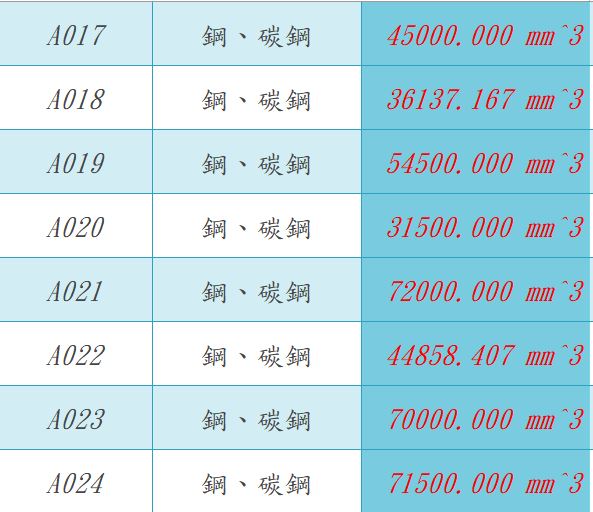 A017 鋼、碳鋼 45000.000 mm^3
A018 鋼、碳鋼 36137.167 mm^3
A019 鋼、碳鋼 54500.000 mm^3
A020 鋼、碳鋼 31500.000 mm^3
A021 鋼、碳鋼 72000.000 mm^3
A022 鋼、碳鋼 44858.407 mm^3
A023 鋼、碳鋼 70000.000 mm^3
A024 鋼、碳鋼 71500.000 mm^3